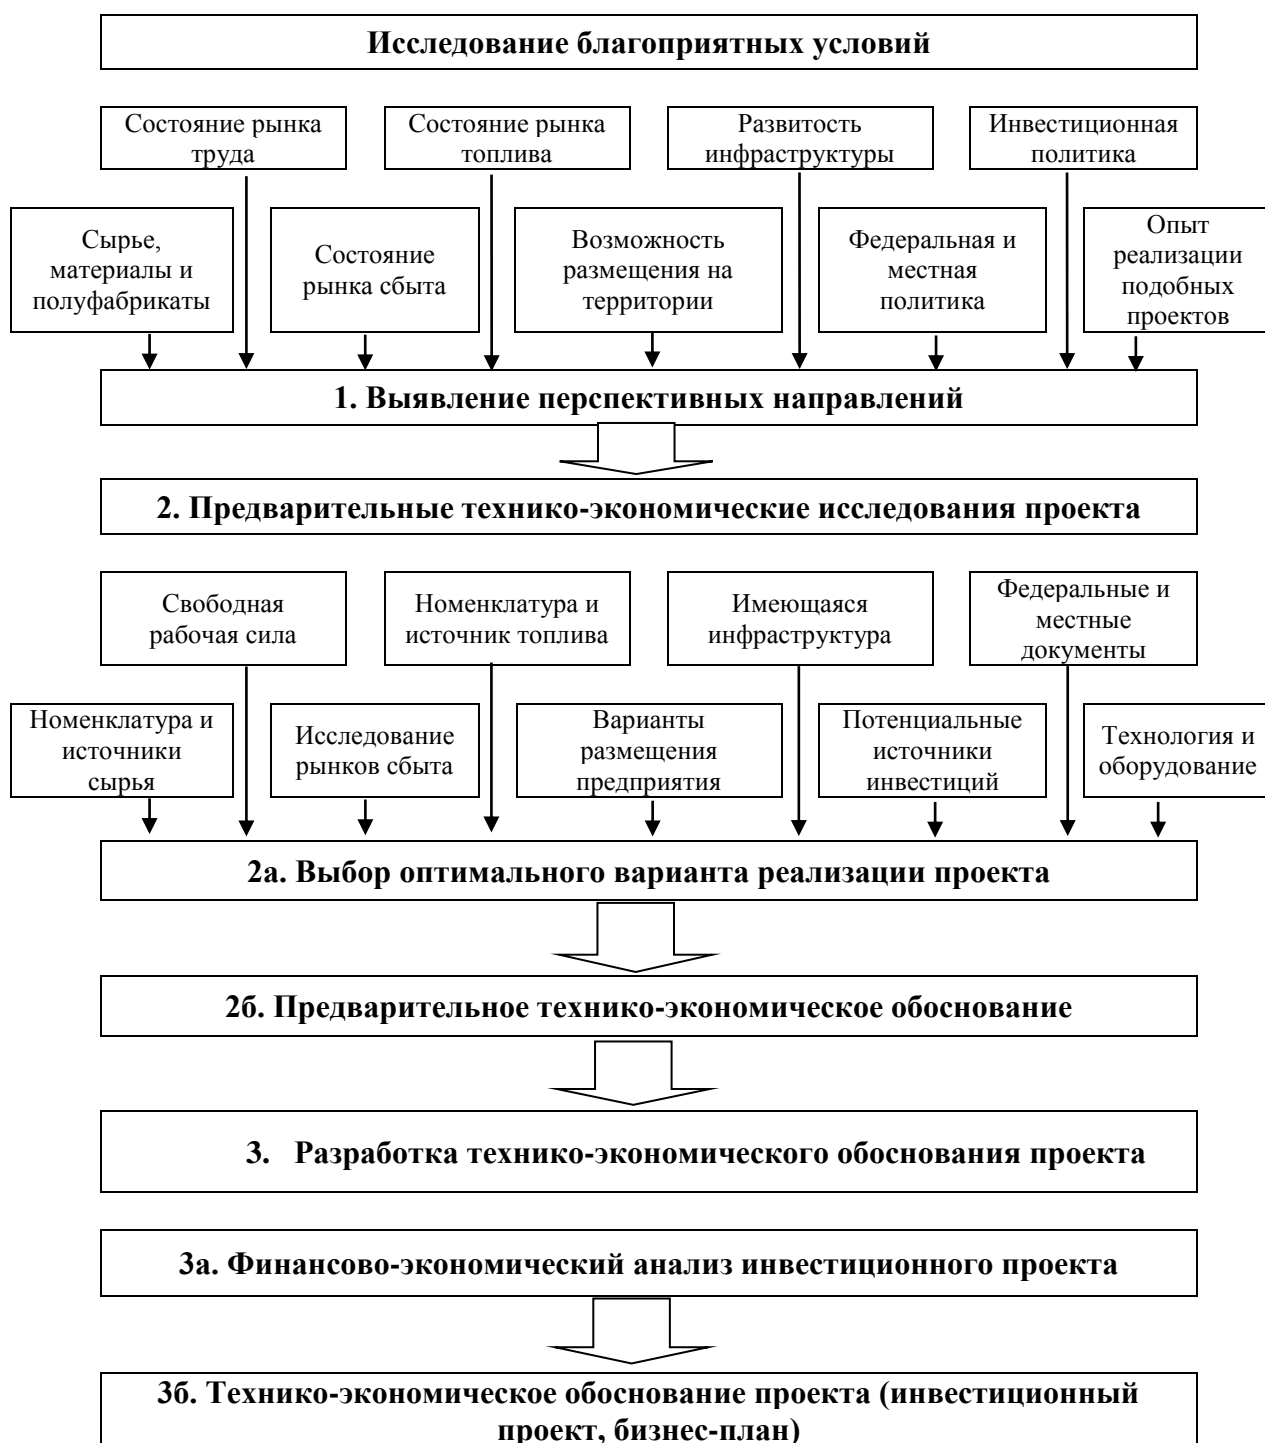 Исследование благоприятных условий
Состояние рынка
труда
Состояние рынка
топлива
Развитость
инфраструктуры
Инвестиционная
политика
Сырье,
материалы и
полуфабрикаты
Состояние
рынка сбыта
Возможность
размещения на
территории
Федеральная и
местная
политика
Опыт
реализации
подобных
проектов
1. Выявление перспективных направлений
2. Предварительные технико-экономические исследования проекта
Свободная
рабочая сила
Номенклатура и
источник топлива
Имеющаяся
инфраструктура
Федеральные и
местные
документы
Номенклатура и
источники
сырья
Исследование
рынков сбыта
Варианты
размещения
предприятия
Потенциальные
источники
инвестиций
Технология и
оборудование
2а. Выбор оптимального варианта реализации проекта
2б. Предварительное технико-экономическое обоснование
3. Разработка технико-экономического обоснования проекта
3а. Финансово-экономический анализ инвестиционного проекта
3б. Технико-экономическое обоснование проекта (инвестиционный
проект, бизнес-план)